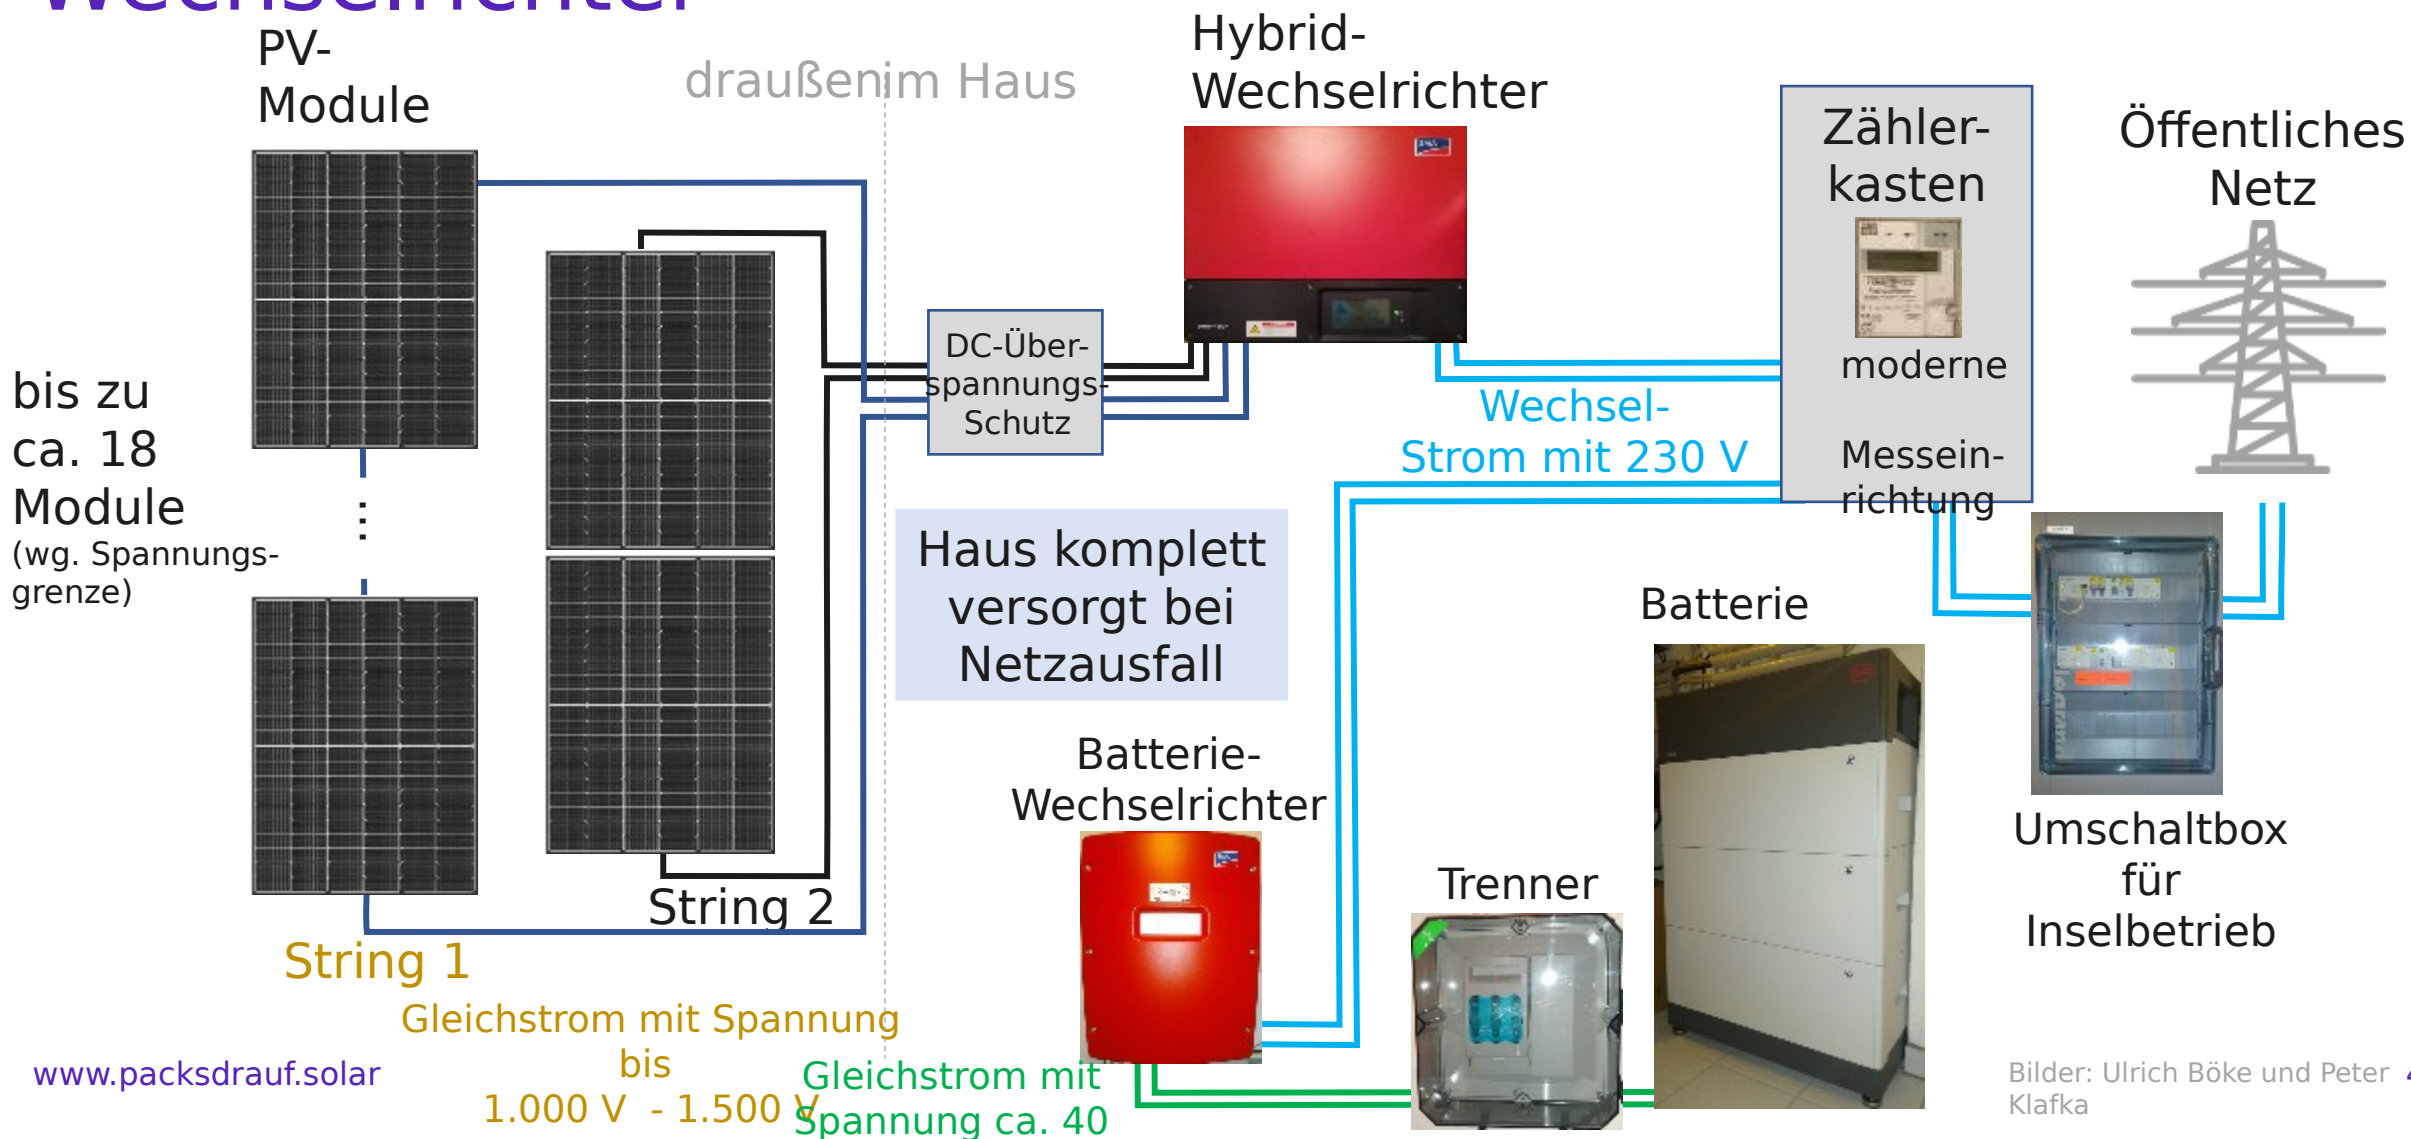 Wechselrichter
PV-
Module
draußen
im Haus
Hybrid-
Wechselrichter
Zähler-
kasten
Öffentliches
Netz
DC-Über-
spannungs-
Schutz
moderne
Messein-
richtung
bis zu
ca. 18
Module
(wg. Spannungs-
grenze)
Wechsel-
Strom mit 230 V
Haus komplett
versorgt bei
Netzausfall
Batterie
Batterie-
Wechselrichter
Umschaltbox
für
Inselbetrieb
Trenner
String 2
String 1
Gleichstrom mit Spannung
bis
1.000 V - 1.500 V
Gleichstrom mit
Spannung ca. 40
www.packsdrauf.solar
Bilder: Ulrich Böke und Peter
Klafka
SMA